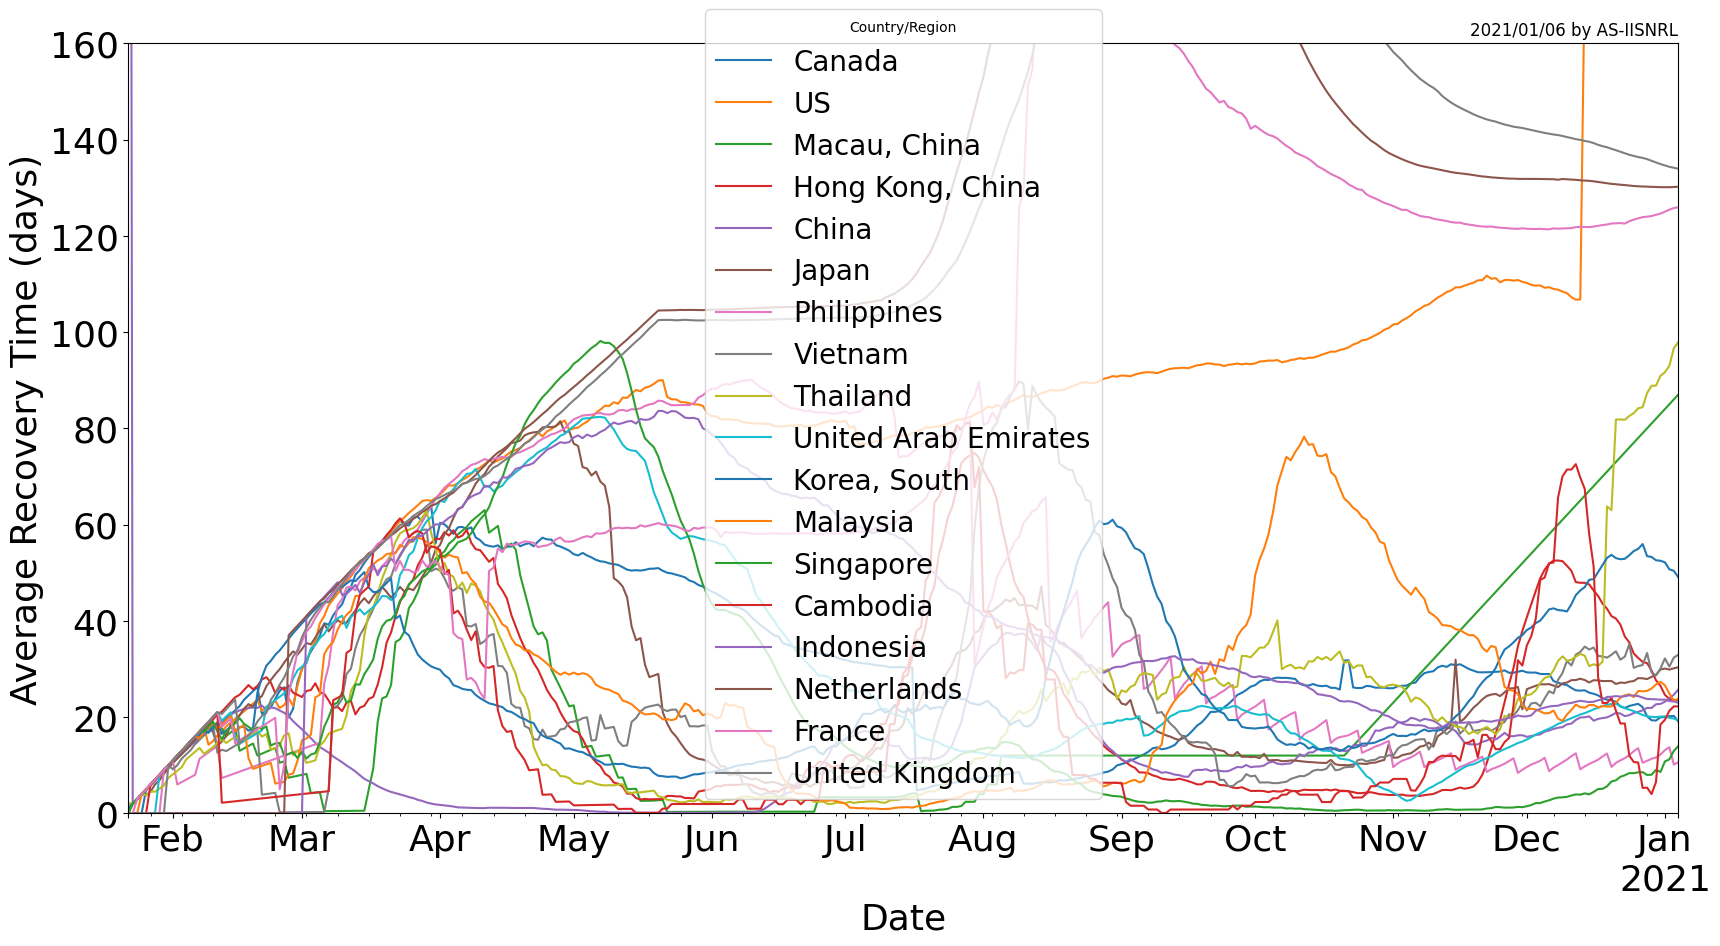 Country/Region
2021/01/06 by AS-IISNRL
Canada
US
Macau, China
Hong Kong, China
China
Japan
Philippines
Vietnam
Thailand
United Arab Emirates
Korea, South
Malaysia
Singapore
Cambodia
Indonesia
Netherlands
France
United Kingdom
Average Recovery Time (days)
160
140
120
100
80
60
40
20
0
Feb Mar Apr May Jun Jul Aug Sep Oct Nov Dec Jan
2021
Date